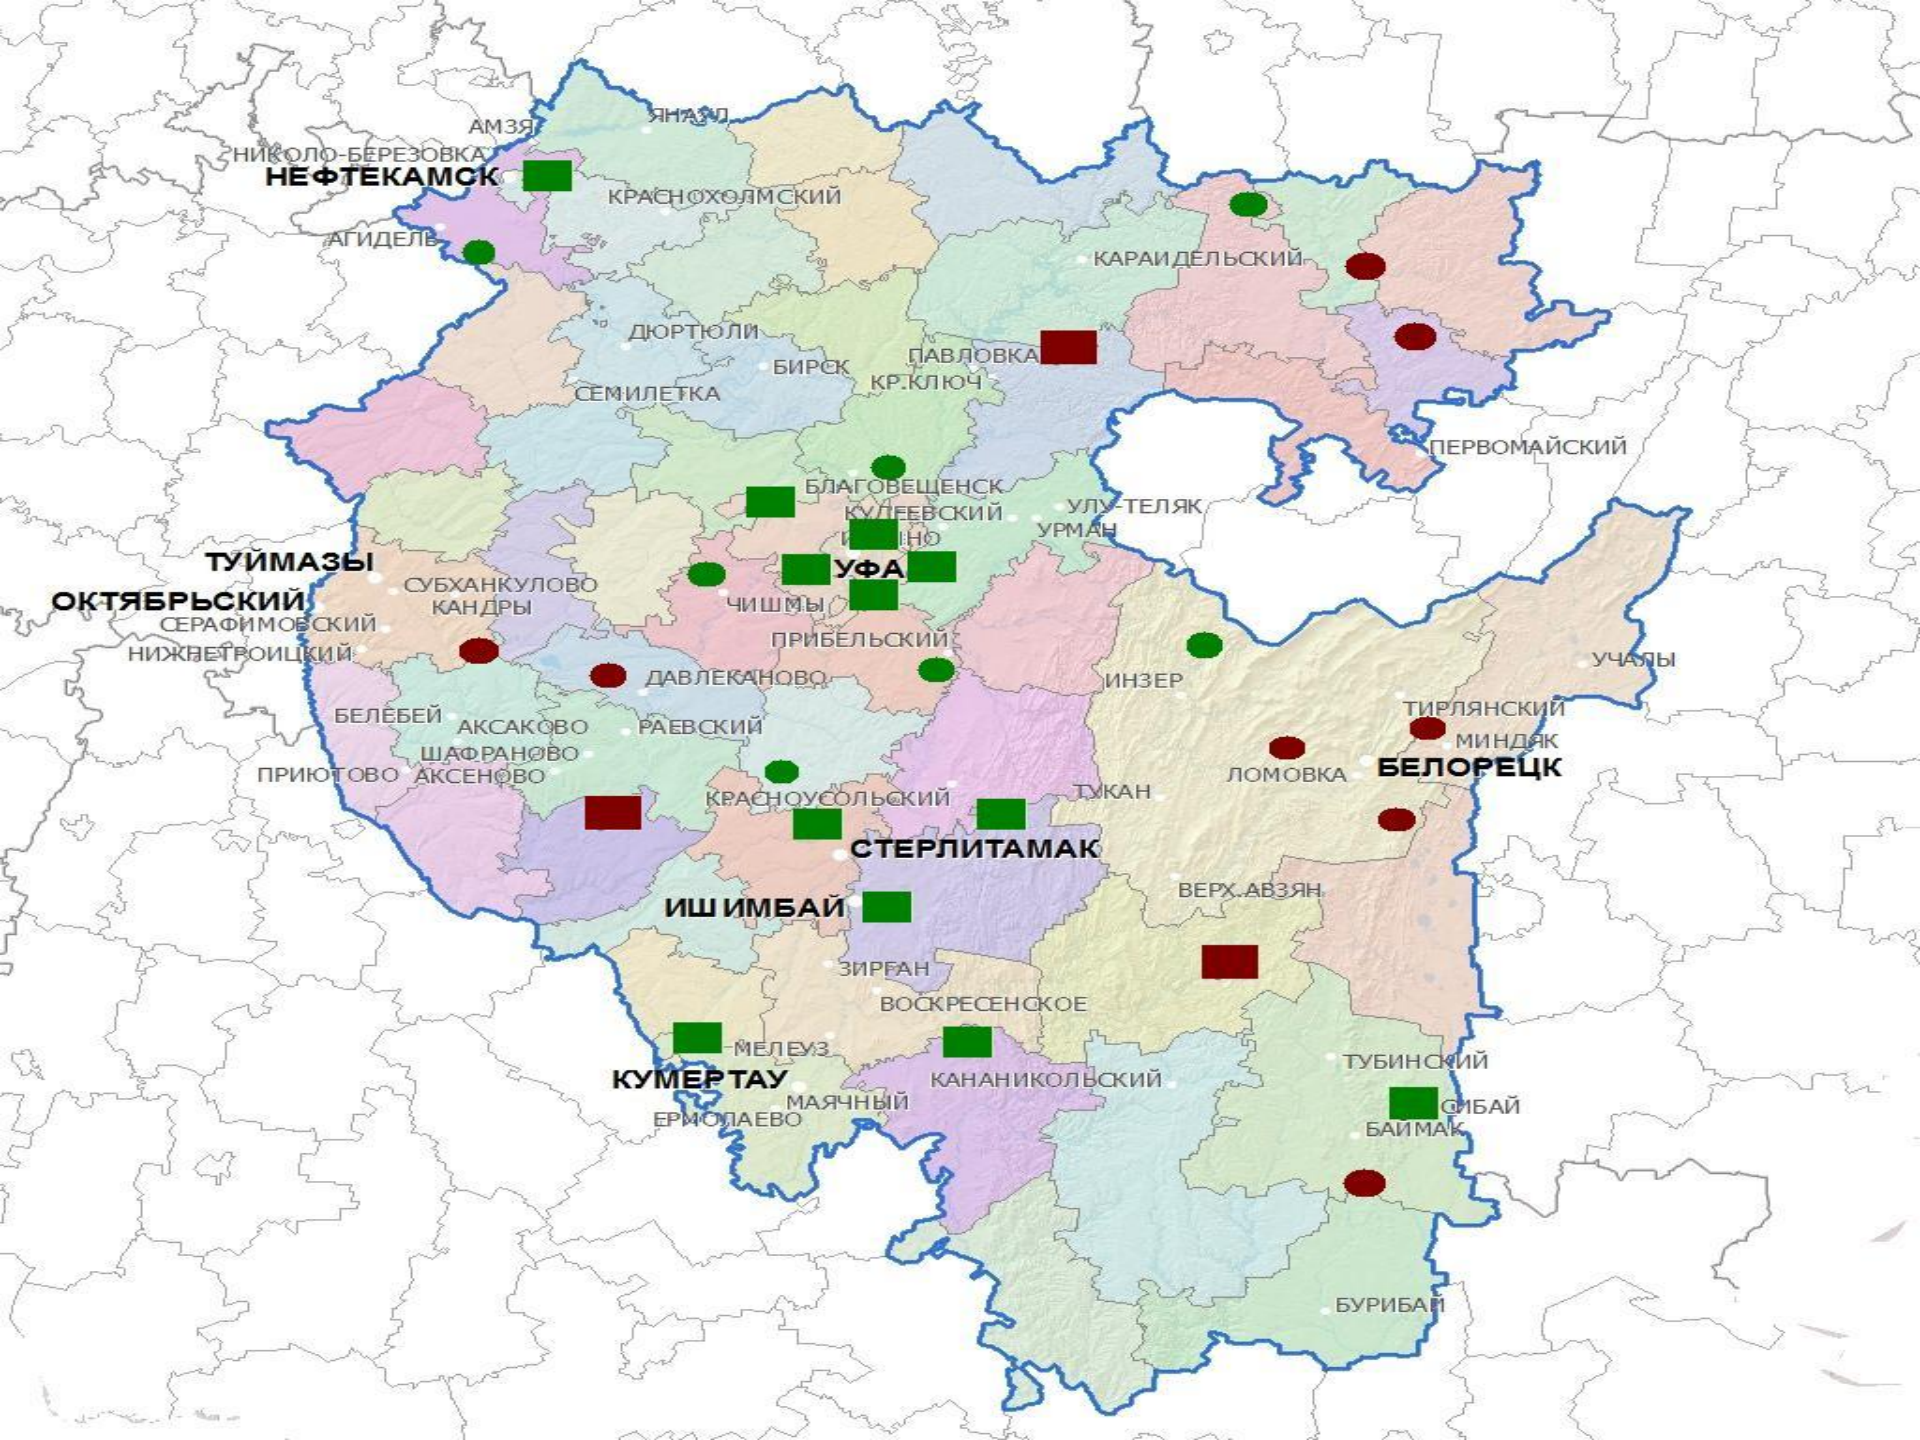 ЯНАУЛ
АМЗЯ
НИКОЛО-БЕРЕЗОВКА
НЕФТЕКАМСК
КРАСНОХОЛМСКИЙ
АГИДЕЛЬ
КАРАИДЕЛЬСКИЙ
ДЮРТЮЛИ
ПАВЛОВКА
БИРСК
КР.КЛЮЧ
СЕМИЛЕТКА
ПЕРВОМАЙСКИЙ
БЛАГОВЕЩЕНСК
УЛУ-ТЕЛЯК
КУДЕЕВСКИЙ
УРМАН
ТУЙМАЗЫ
УФА
СУБХАНКУЛОВО
ОКТЯБРЬСКИЙ
КАНДРЫ
ЧИШМЫ
СЕРАФИМОВСКИЙ
ПРИБЕЛЬСКИЙ
НИЖНЕТРОИЦКИЙ
УЧАЛЫ
ДАВЛЕКАНОВО
ИНЗЕР
ТИРЛЯНСКИЙ
БЕЛЕБЕЙ
АКСАКОВО
РАЕВСКИЙ
МИНДЯК
ШАФРАНОВО
БЕЛОРЕЦК
ПРИЮТОВО
АКСЕНОВО
ЛОМОВКА
ТУКАН
КРАСНОУСОЛЬСКИЙ
СТЕРЛИТАМАК
ВЕРХ.АВЗЯН
ИШИМБАЙ
ЗИРГАН
ВОСКРЕСЕНСКОЕ
МЕЛЕУЗ
ТУБИНСКИЙ
КУМЕРТАУ
КАНАНИКОЛЬСКИЙ
МАЯЧНЫЙ
СИБАЙ
ЕРМОЛАЕВО
БАЙМАК
БУРИБАЙ